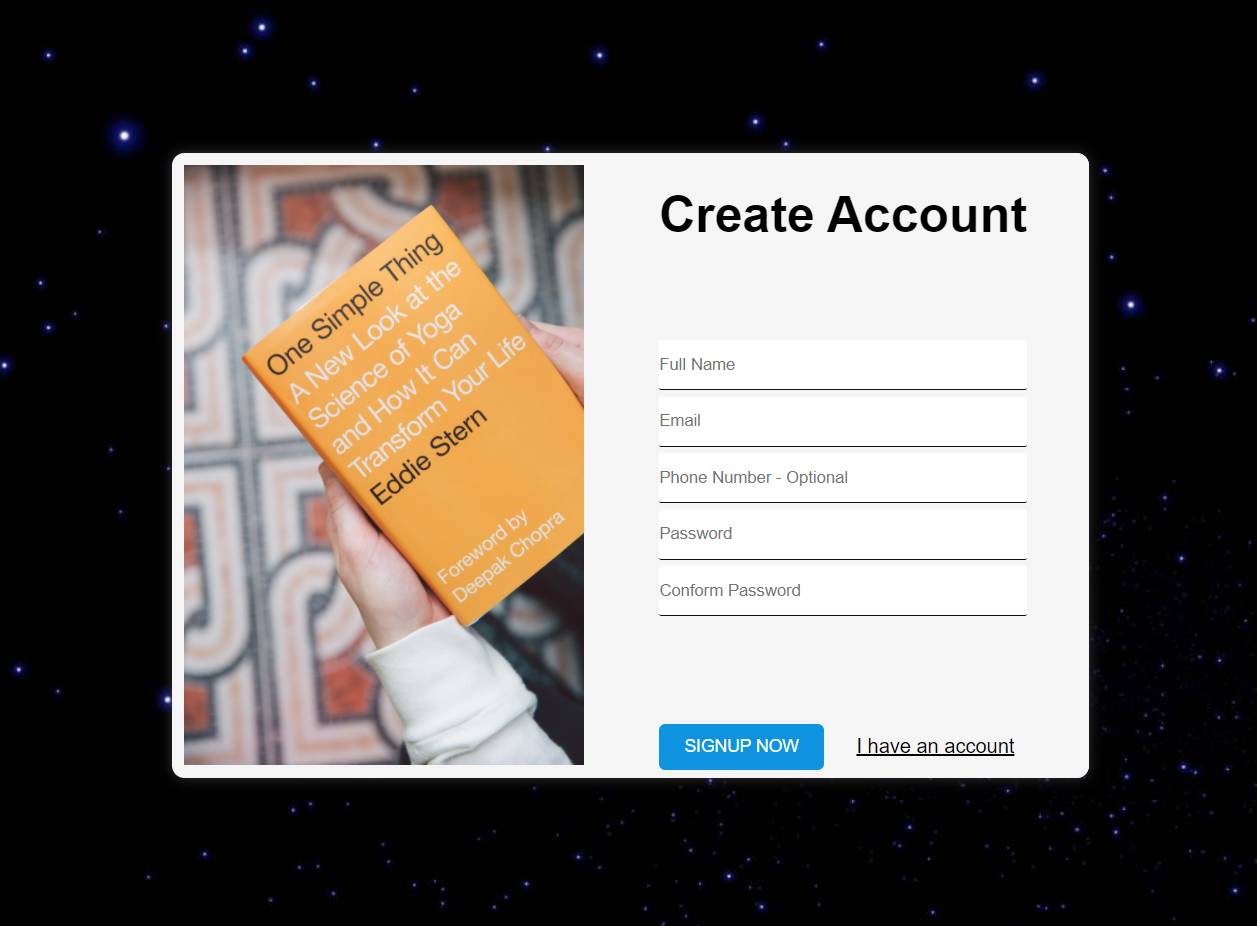 One Simple Thing
A New Look at the
Science of Yoga
and How It Can
Transform Your Life
Eddie Stern
Foreword by
Deepak Chopra
Create Account
Full Name
Email
Phone Number - Optional
Password
Conform Password
SIGNUP NOW
I have an account